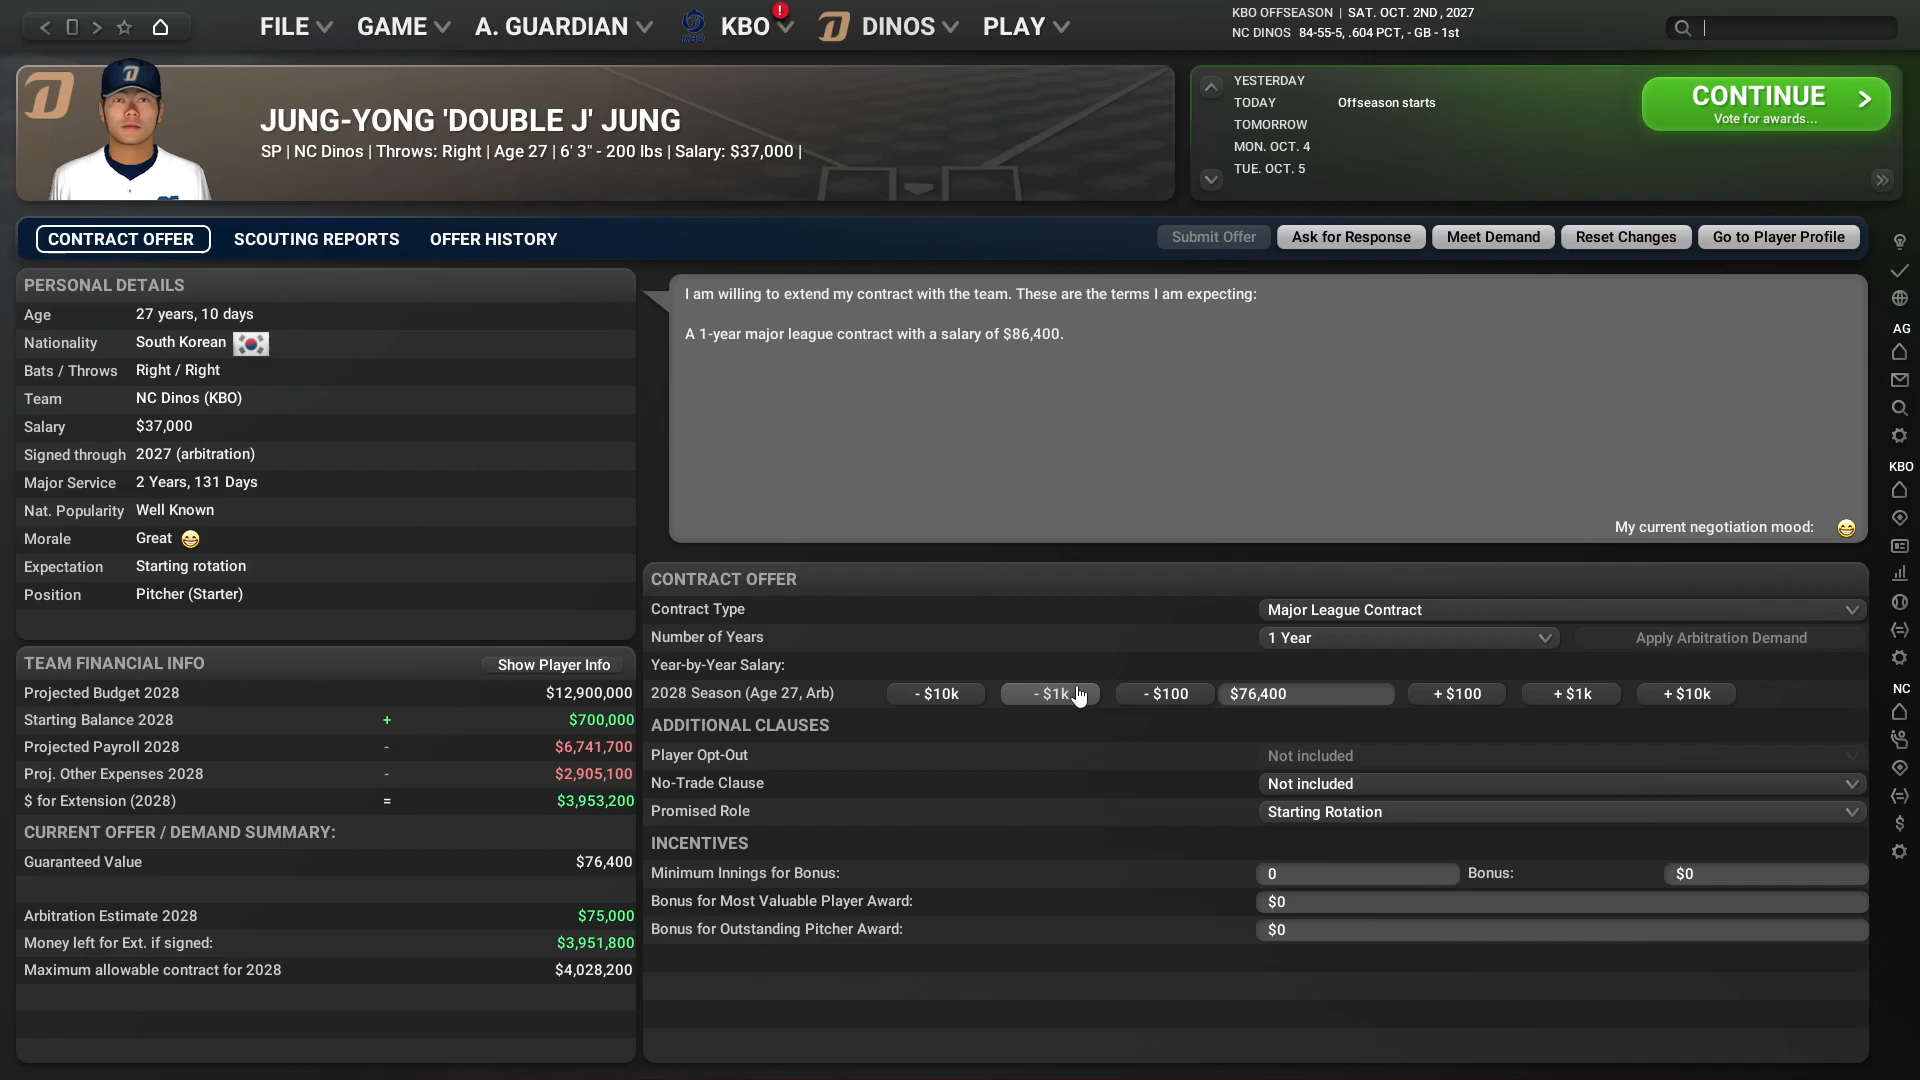 FILE GAME A. GUARDIAN KBO ! DINOS PLAY
KBO OFFSEASON | SAT. OCT. 2ND, 2027
NC DINOS 84-55-5, .604 PCT, - GB - 1st
JUNG-YONG 'DOUBLE J' JUNG
SP | NC Dinos | Throws: Right | Age 27 | 6' 3" - 200 lbs | Salary: $37,000 |
YESTERDAY
TODAY Offseason starts
TOMORROW
MON. OCT. 4
TUE. OCT. 5
CONTINUE
Vote for awards...
CONTRACT OFFER SCOUTING REPORTS OFFER HISTORY
Submit Offer Ask for Response Meet Demand Reset Changes Go to Player Profile
PERSONAL DETAILS
Age 27 years, 10 days
Nationality South Korean
Bats / Throws Right / Right
Team NC Dinos (KBO)
Salary $37,000
Signed through 2027 (arbitration)
Major Service 2 Years, 131 Days
Nat. Popularity Well Known
Morale Great
Expectation Starting rotation
Position Pitcher (Starter)
I am willing to extend my contract with the team. These are the terms I am expecting:
A 1-year major league contract with a salary of $86,400.
My current negotiation mood:
TEAM FINANCIAL INFO Show Player Info
Projected Budget 2028 $12,900,000
Starting Balance 2028 + $700,000
Projected Payroll 2028 - $6,741,700
Proj. Other Expenses 2028 - $2,905,100
$ for Extension (2028) = $3,953,200
CURRENT OFFER / DEMAND SUMMARY:
Guaranteed Value $76,400
Arbitration Estimate 2028 $75,000
Money left for Ext. if signed: $3,951,800
Maximum allowable contract for 2028 $4,028,200
CONTRACT OFFER
Contract Type Major League Contract
Number of Years 1 Year Apply Arbitration Demand
Year-by-Year Salary:
2028 Season (Age 27, Arb) - $10k - $1k - $100 $76,400 + $100 + $1k + $10k
ADDITIONAL CLAUSES
Player Opt-Out Not included
No-Trade Clause Not included
Promised Role Starting Rotation
INCENTIVES
Minimum Innings for Bonus: 0 Bonus: $0
Bonus for Most Valuable Player Award: $0
Bonus for Outstanding Pitcher Award: $0
AG
KBO
NC